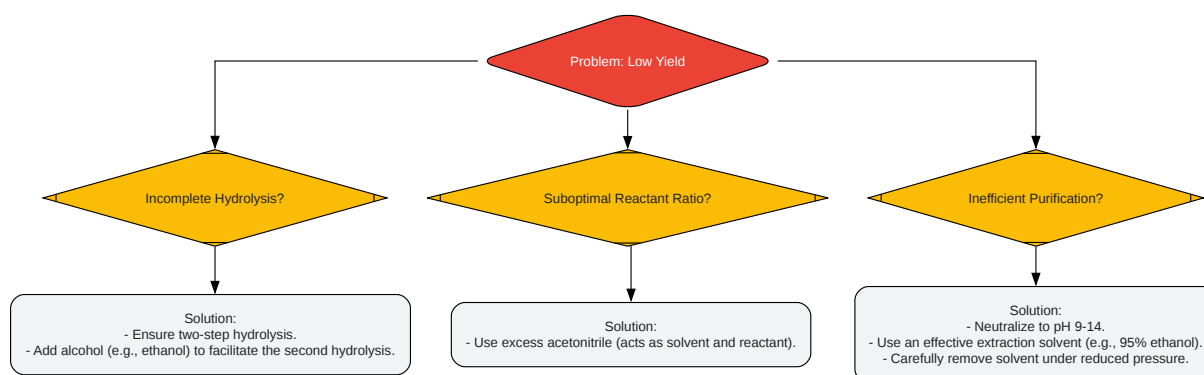 Problem: Low Yield
Incomplete Hydrolysis?
Suboptimal Reactant Ratio?
Inefficient Purification?
Solution:
- Ensure two-step hydrolysis.
- Add alcohol (e.g., ethanol) to facilitate the second hydrolysis.
Solution:
- Use excess acetonitrile (acts as solvent and reactant).
Solution:
- Neutralize to pH 9-14.
- Use an effective extraction solvent (e.g., 95% ethanol).
- Carefully remove solvent under reduced pressure.